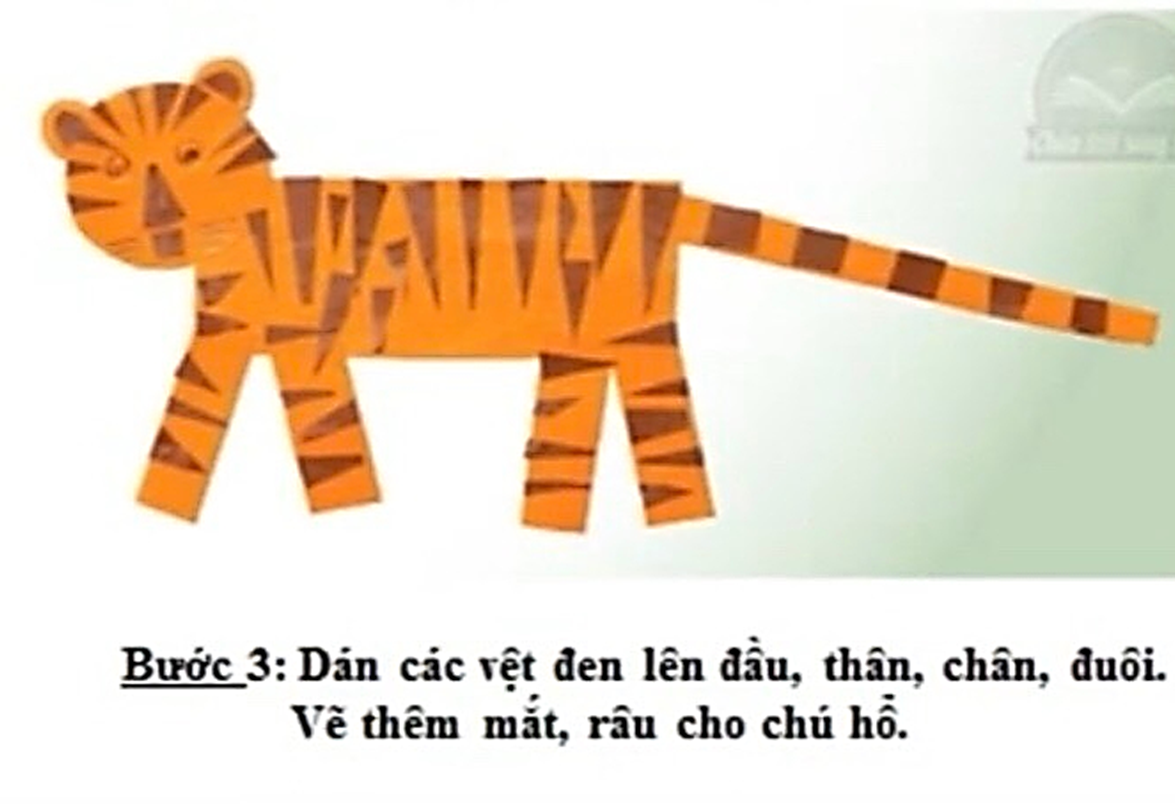 Bước 3: Dán các vệt đen lên đầu, thân, chân, đuôi.
Vẽ thêm mắt, râu cho chú hổ.